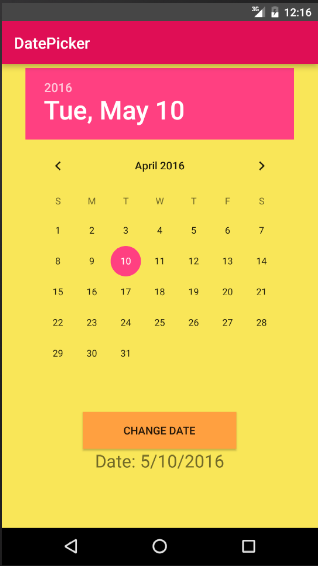 3G 12:16
DatePicker
2016
Tue, May 10
April 2016
S M T W T F S
1 2 3 4 5 6 7
8 9 10 11 12 13 14
15 16 17 18 19 20 21
22 23 24 25 26 27 28
29 30 31
CHANGE DATE
Date: 5/10/2016